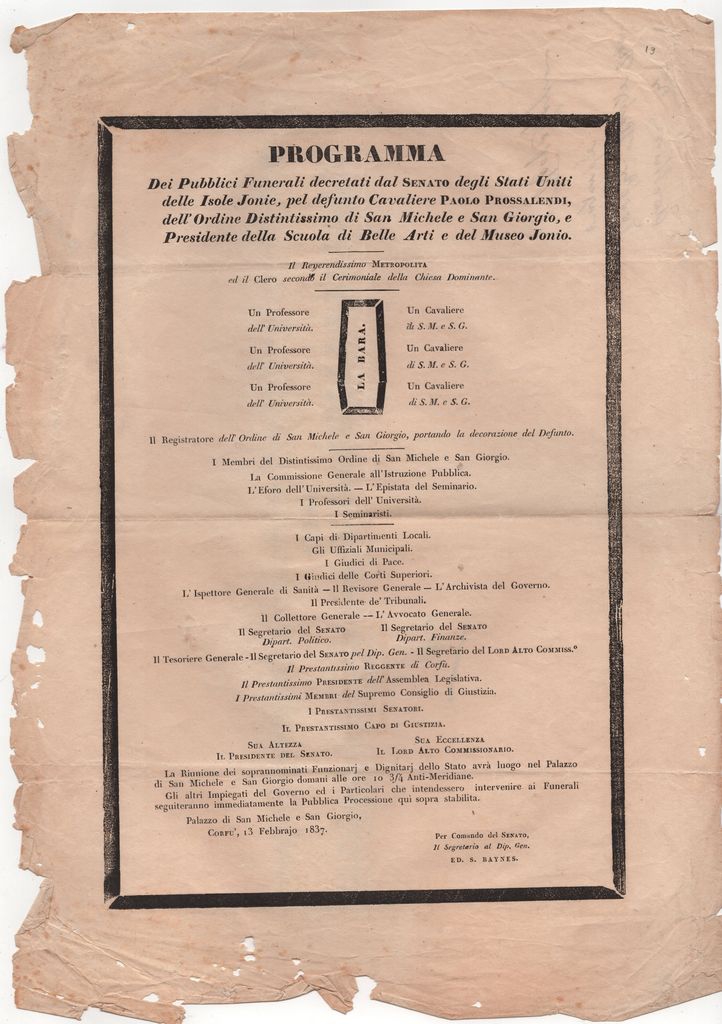 19
PROGRAMMA
Dei Pubblici Funerali decretati dal SENATO degli Stati Uniti
delle Isole Jonie, pel defunto Cavaliere PAOLO PROSSALENDI,
dell'Ordine Distintissimo di San Michele e San Giorgio, e
Presidente della Scuola di Belle Arti e del Museo Jonio.
Il Reverendissimo METROPOLITA
ed il Clero secondo il Cerimoniale della Chiesa Dominante.
Un Professore
dell' Università.
Un Professore
dell' Università.
Un Professore
dell' Università.
LA BARA.
Un Cavaliere
di S. M. e S. G.
Un Cavaliere
di S. M. e S. G.
Un Cavaliere
di S. M. e S. G.
Il Registratore dell'Ordine di San Michele e San Giorgio, portando la decorazione del Defunto.
I Membri del Distintissimo Ordine di San Michele e San Giorgio.
La Commissione Generale all'Istruzione Pubblica.
L'Eforo dell'Università. — L'Epistata del Seminario.
I Professori dell' Università.
I Seminaristi.
I Capi di Dipartimenti Locali.
Gli Uffiziali Municipali.
I Giudici di Pace.
I Giudici delle Corti Superiori.
L' Ispettore Generale di Sanità — Il Revisore Generale — L'Archivista del Governo.
Il Presidente de' Tribunali.
Il Collettore Generale — L' Avvocato Generale.
Il Segretario del SENATO Il Segretario del SENATO
Dipart. Politico. Dipart. Finanze.
Il Tesoriere Generale - Il Segretario del SENATO pel Dip. Gen. - Il Segretario del LORD ALTO COMMISS.º
Il Prestantissimo REGGENTE di Corfù.
Il Prestantissimo PRESIDENTE dell'Assemblea Legislativa.
I Prestantissimi MEMBRI del Supremo Consiglio di Giustizia.
I PRESTANTISSIMI SENATORI.
IL PRESTANTISSIMO CAPO DI GIUSTIZIA.
SUA ALTEZZA SUA ECCELLENZA
IL PRESIDENTE DEL SENATO. IL LORD ALTO COMMISSIONARIO.
La Riunione dei soprannominati Funzionarj e Dignitarj dello Stato avrà luogo nel Palazzo
di San Michele e San Giorgio domani alle ore 10 3/4 Anti-Meridiane.
Gli altri Impiegati del Governo ed i Particolari che intendessero intervenire ai Funerali
seguiteranno immediatamente la Pubblica Processione qui sopra stabilita.
Palazzo di San Michele e San Giorgio,
CORFU', 13 Febbrajo 1837.
Per Comando del SENATO,
Il Segretario al Dip. Gen.
ED. S. BAYNES.